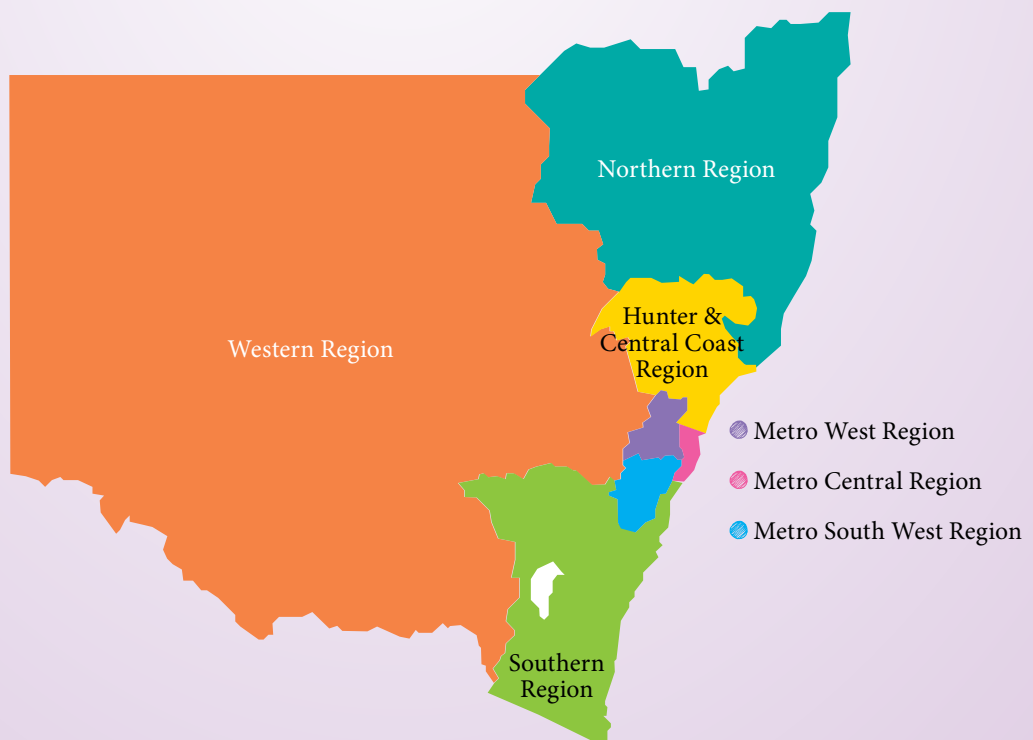 Northern Region
Hunter &
Central Coast
Region
Western Region
Metro West Region
Metro Central Region
Metro South West Region
Southern
Region